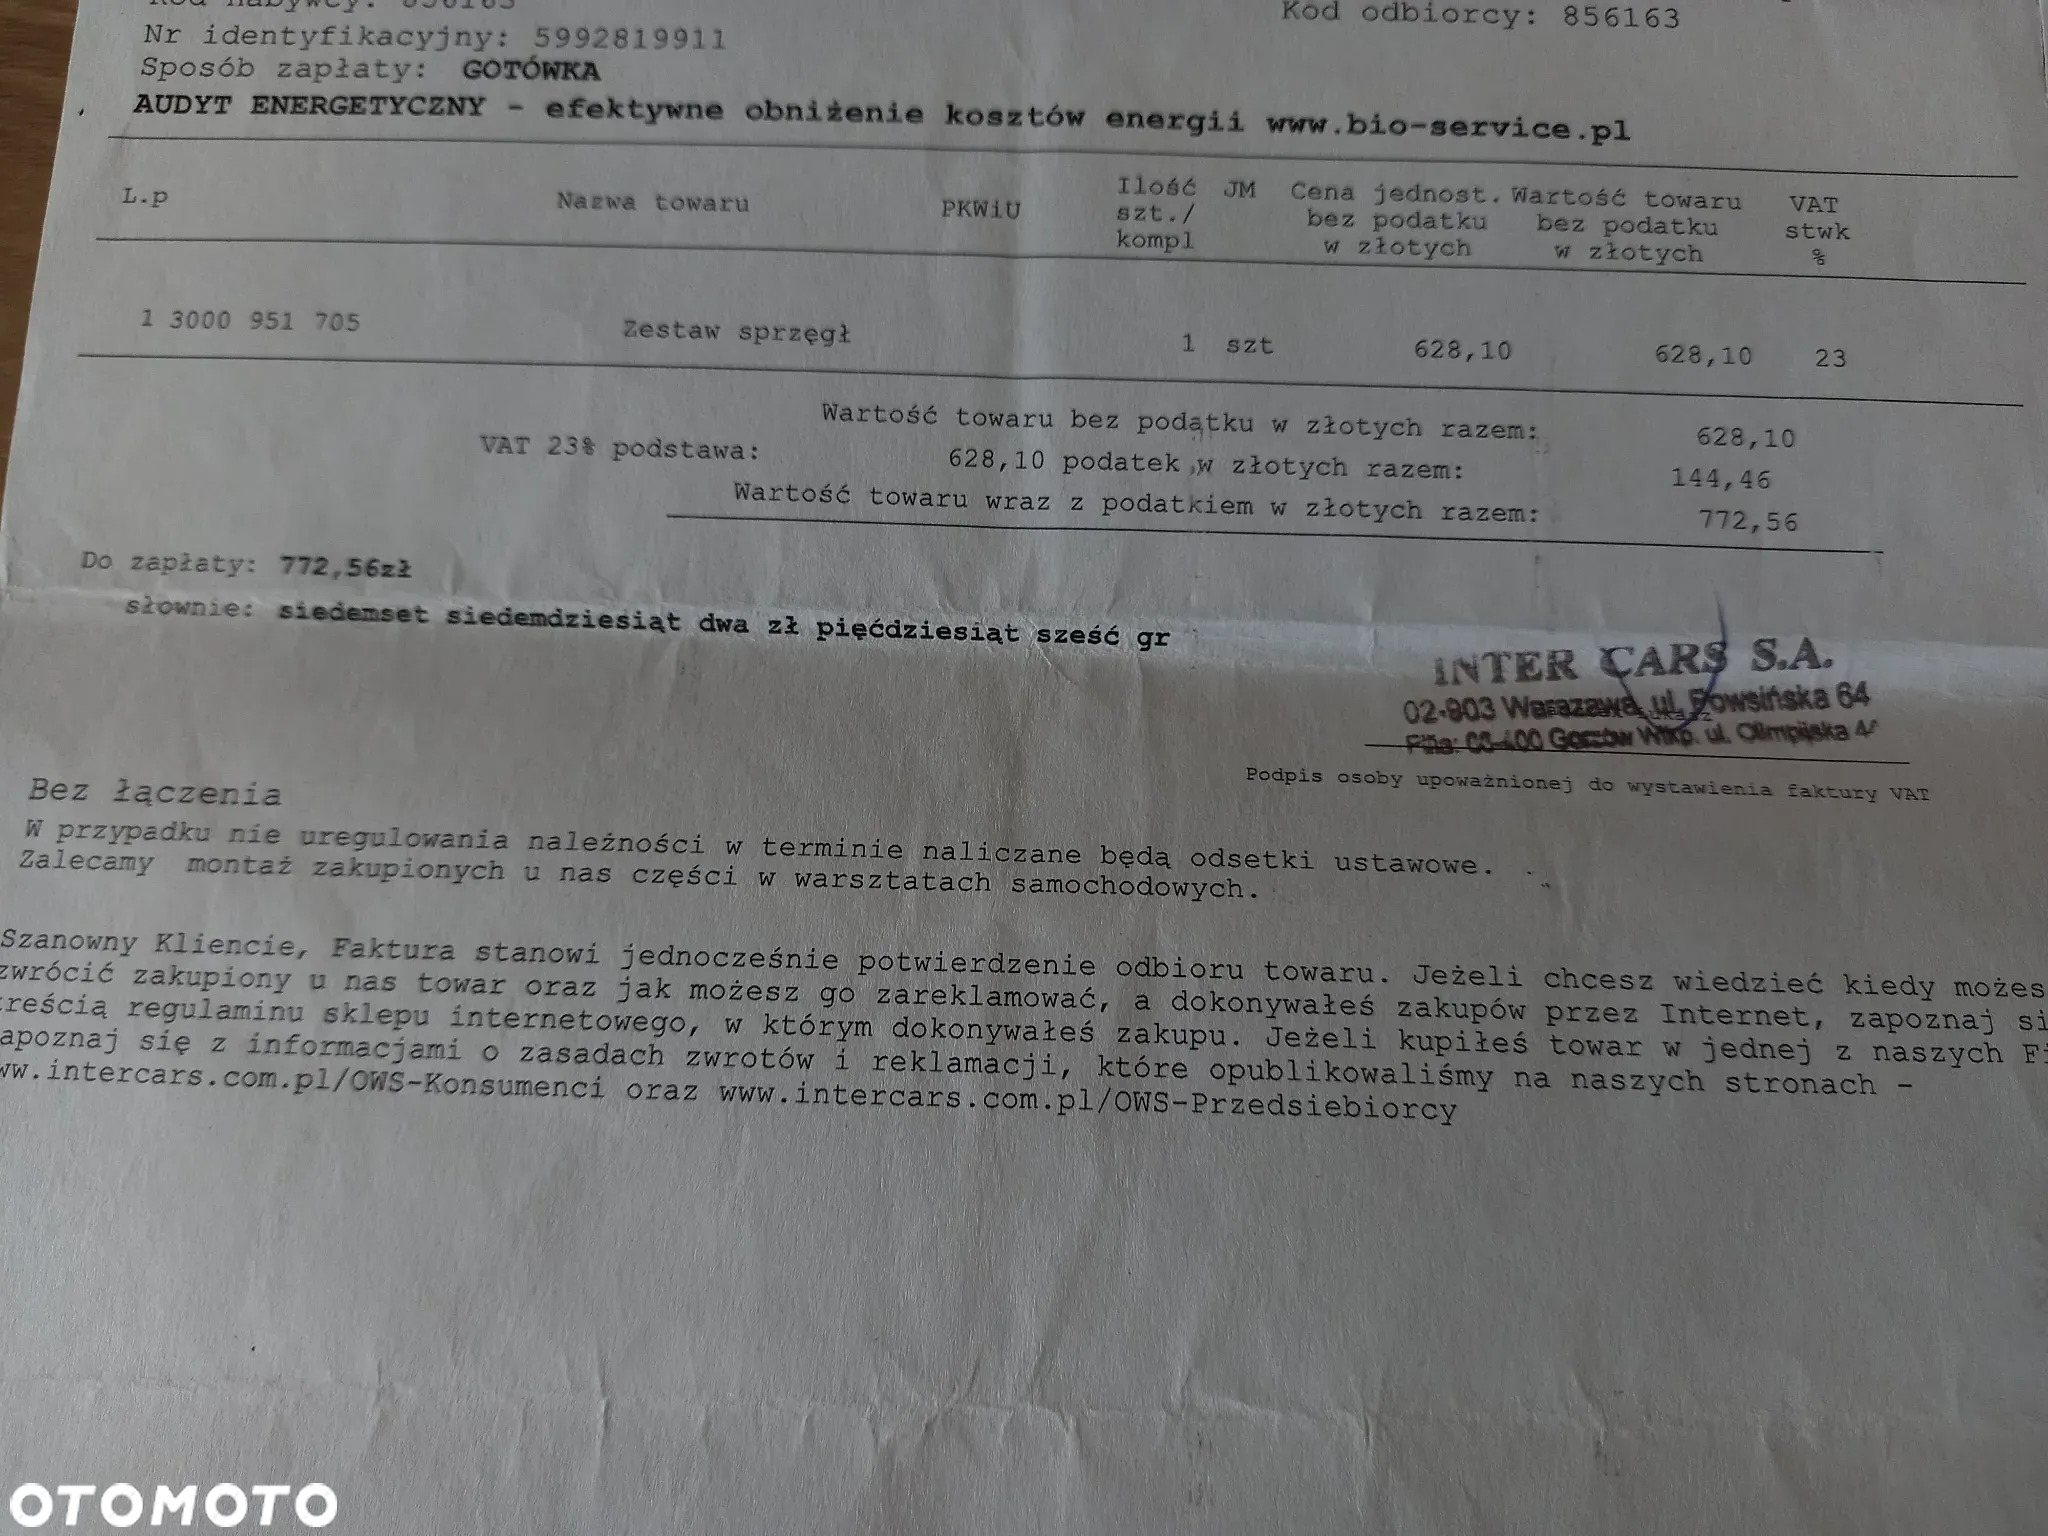 Kod nabywcy: 856163
Kod odbiorcy: 856163
Nr identyfikacyjny: 5992819911
Sposób zapłaty: GOTÓWKA
AUDYT ENERGETYCZNY - efektywne obniżenie kosztów energii www.bio-service.pl
L.p Nazwa towaru PKWiU Ilość JM Cena jednost. Wartość towaru VAT
szt./ bez podatku bez podatku stwk
kompl w złotych w złotych %
1 3000 951 705 Zestaw sprzęgł 1 szt 628,10 628,10 23
Wartość towaru bez podatku w złotych razem: 628,10
VAT 23% podstawa: 628,10 podatek w złotych razem: 144,46
Wartość towaru wraz z podatkiem w złotych razem: 772,56
Do zapłaty: 772,56zł
słownie: siedemset siedemdziesiąt dwa zł pięćdziesiąt sześć gr
INTER CARS S.A.
02-903 Warszawa, ul. Powsińska 64
Filia: Gorzów Wlkp. ul. Olimpijska
Podpis osoby upoważnionej do wystawienia faktury VAT
Bez łączenia
W przypadku nie uregulowania należności w terminie naliczane będą odsetki ustawowe.
Zalecamy montaż zakupionych u nas części w warsztatach samochodowych.
Szanowny Kliencie, Faktura stanowi jednocześnie potwierdzenie odbioru towaru. Jeżeli chcesz wiedzieć kiedy możes
zwrócić zakupiony u nas towar oraz jak możesz go zareklamować, a dokonywałeś zakupów przez Internet, zapoznaj si
treścią regulaminu sklepu internetowego, w którym dokonywałeś zakupu. Jeżeli kupiłeś towar w jednej z naszych Fi
apoznaj się z informacjami o zasadach zwrotów i reklamacji, które opublikowaliśmy na naszych stronach -
ww.intercars.com.pl/OWS-Konsumenci oraz www.intercars.com.pl/OWS-Przedsiebiorcy
OTOMOTO